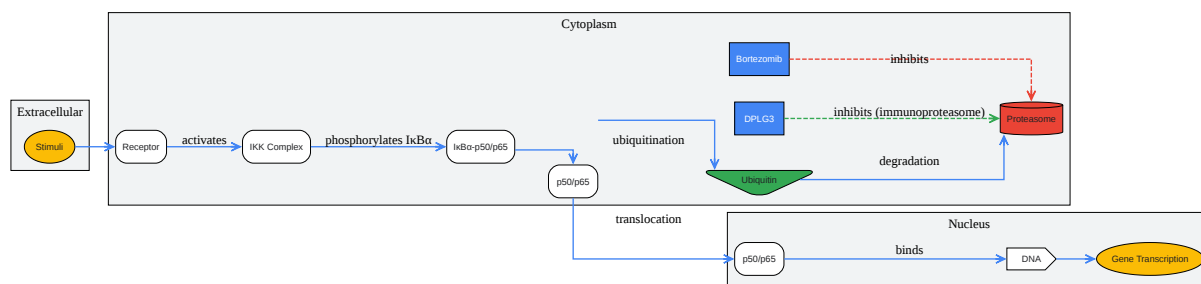 Cytoplasm
Bortezomib
inhibits
Extracellular
DPLG3
inhibits (immunoproteasome)
Proteasome
Stimuli
Receptor
activates
IKK Complex
phosphorylates IκBα
IκBα-p50/p65
ubiquitination
degradation
p50/p65
Ubiquitin
translocation
Nucleus
p50/p65
binds
DNA
Gene Transcription